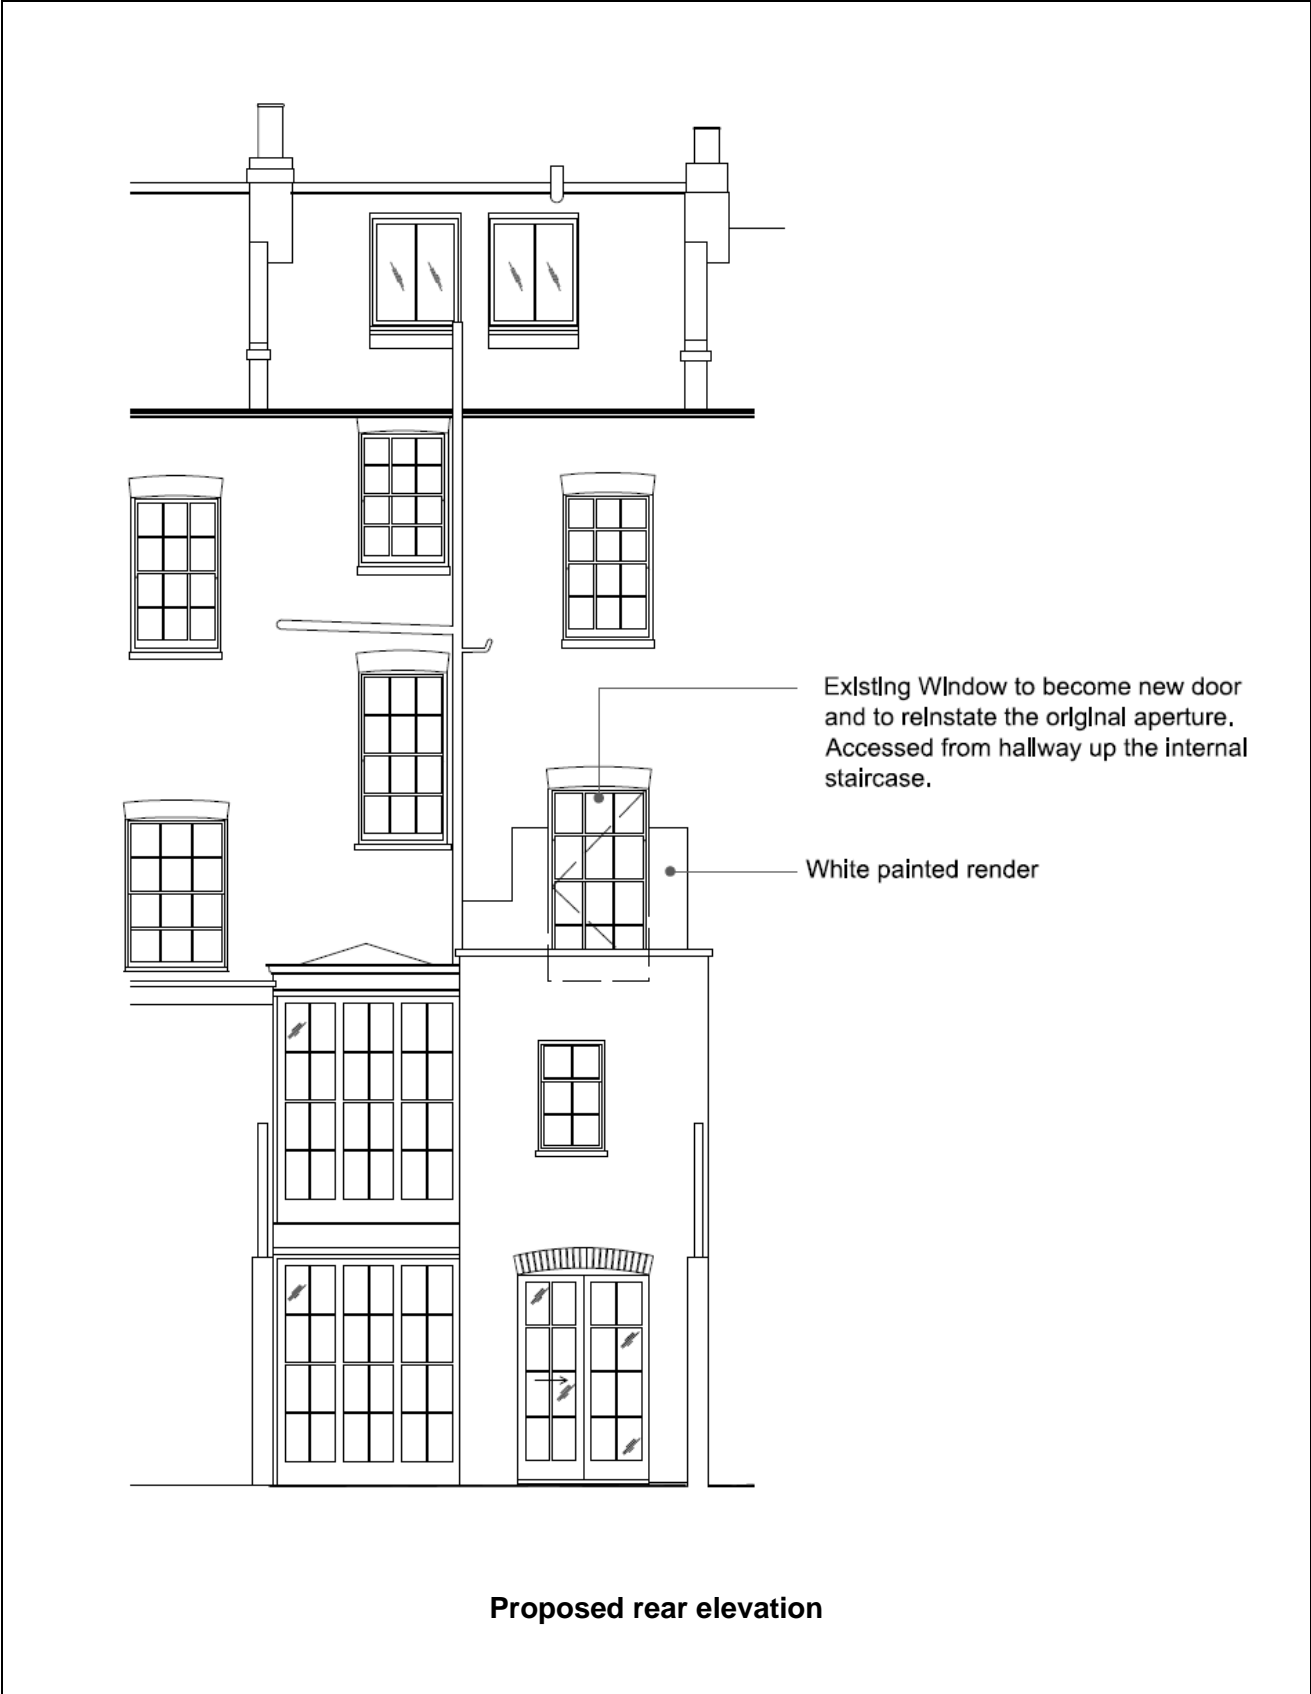 Existing Window to become new door
and to reinstate the original aperture.
Accessed from hallway up the internal
staircase.
White painted render
Proposed rear elevation